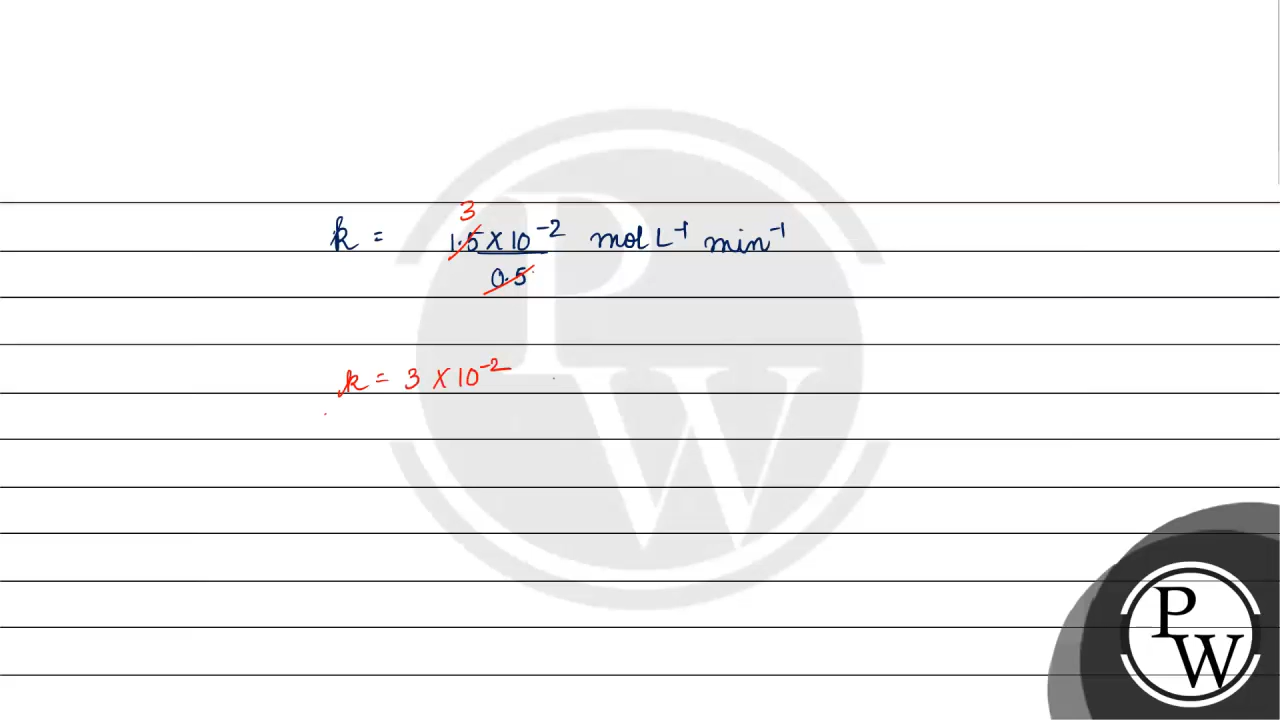 3
k = 1.5 × 10⁻² mol L⁻¹ min⁻¹
0.5
k = 3 × 10⁻²
P
W
P
W